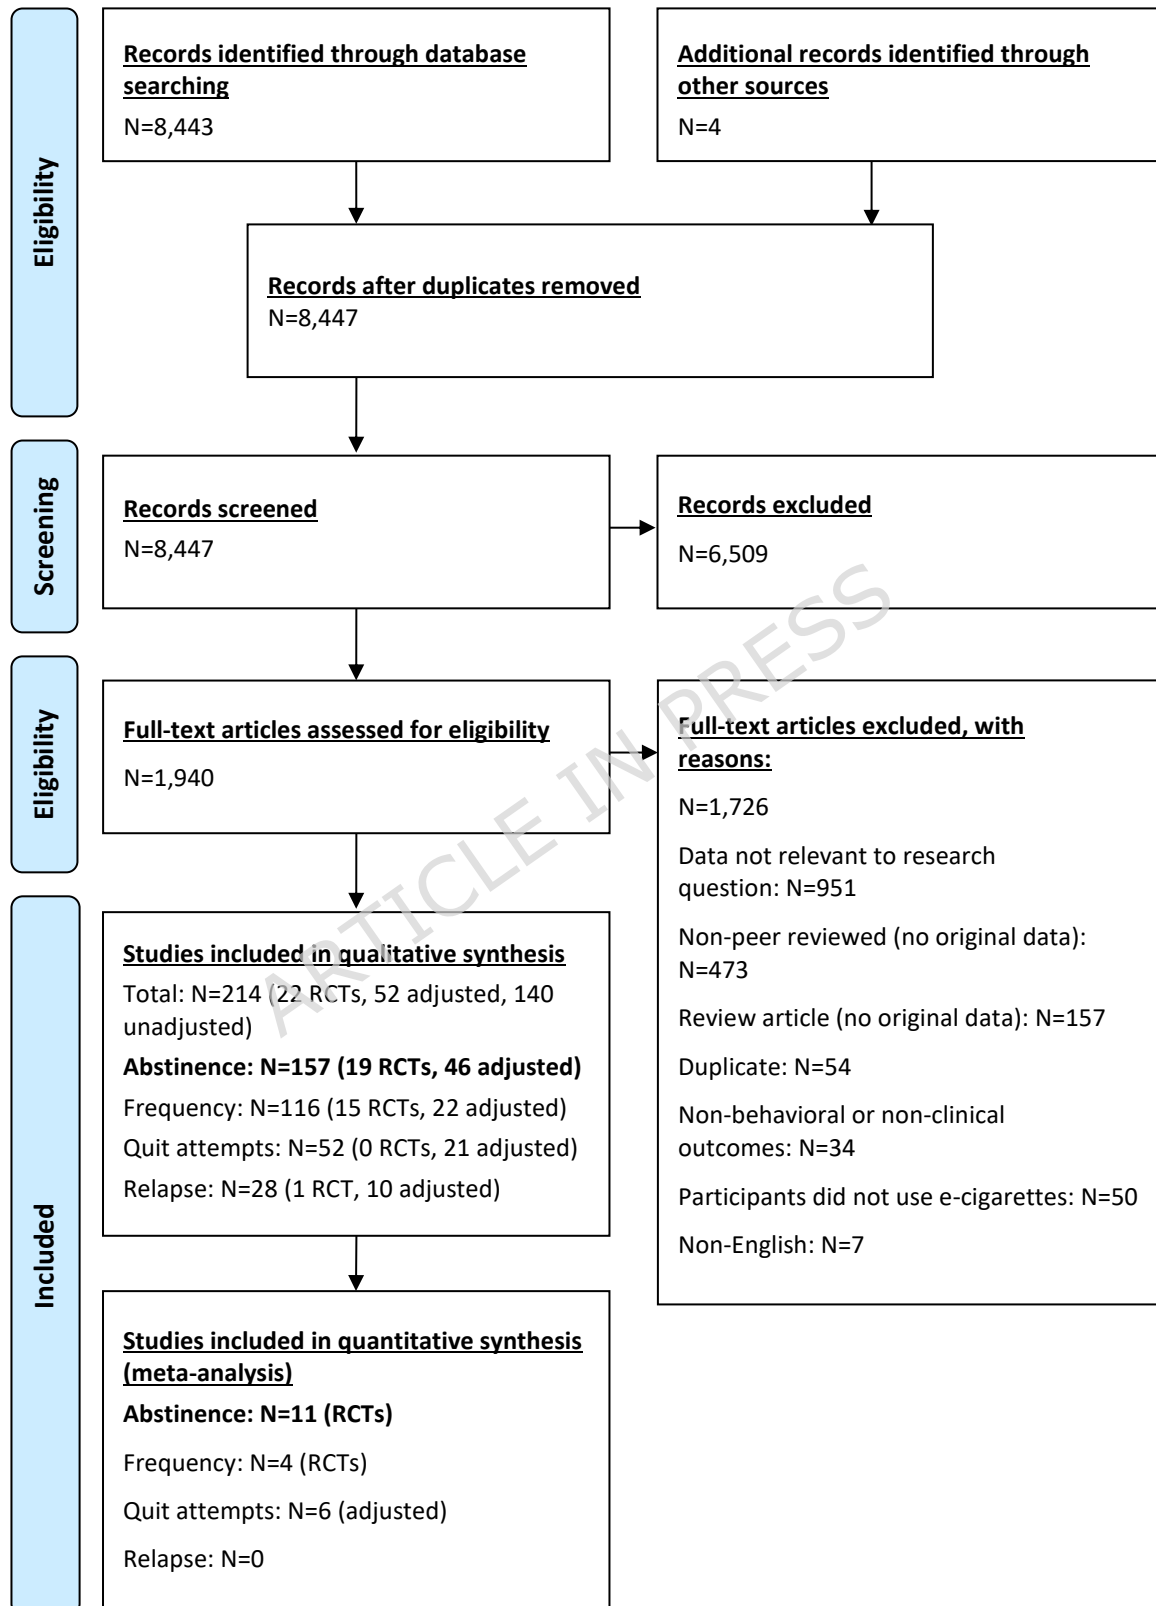 Eligibility
Records identified through database
searching
N=8,443
Additional records identified through
other sources
N=4
Records after duplicates removed
N=8,447
Screening
Records screened
N=8,447
Records excluded
N=6,509
Eligibility
Full-text articles assessed for eligibility
N=1,940
Full-text articles excluded, with
reasons:
N=1,726
Data not relevant to research
question: N=951
Non-peer reviewed (no original data):
N=473
Review article (no original data): N=157
Duplicate: N=54
Non-behavioral or non-clinical
outcomes: N=34
Participants did not use e-cigarettes: N=50
Non-English: N=7
Included
Studies included in qualitative synthesis
Total: N=214 (22 RCTs, 52 adjusted, 140
unadjusted)
Abstinence: N=157 (19 RCTs, 46 adjusted)
Frequency: N=116 (15 RCTs, 22 adjusted)
Quit attempts: N=52 (0 RCTs, 21 adjusted)
Relapse: N=28 (1 RCT, 10 adjusted)
Studies included in quantitative synthesis
(meta-analysis)
Abstinence: N=11 (RCTs)
Frequency: N=4 (RCTs)
Quit attempts: N=6 (adjusted)
Relapse: N=0
ARTICLE IN PRESS